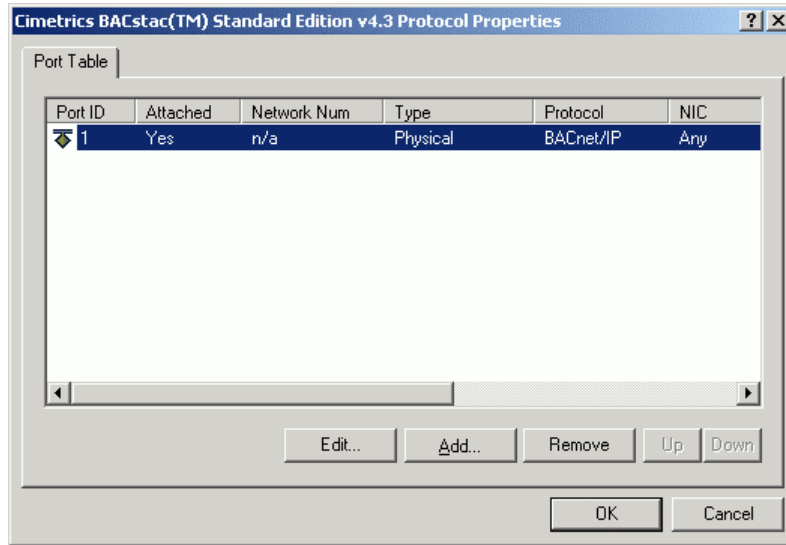 Cimetrics BACstac(TM) Standard Edition v4.3 Protocol Properties
Port Table
Port ID Attached Network Num Type Protocol NIC
1 Yes n/a Physical BACnet/IP Any
Edit... Add... Remove Up Down
OK Cancel